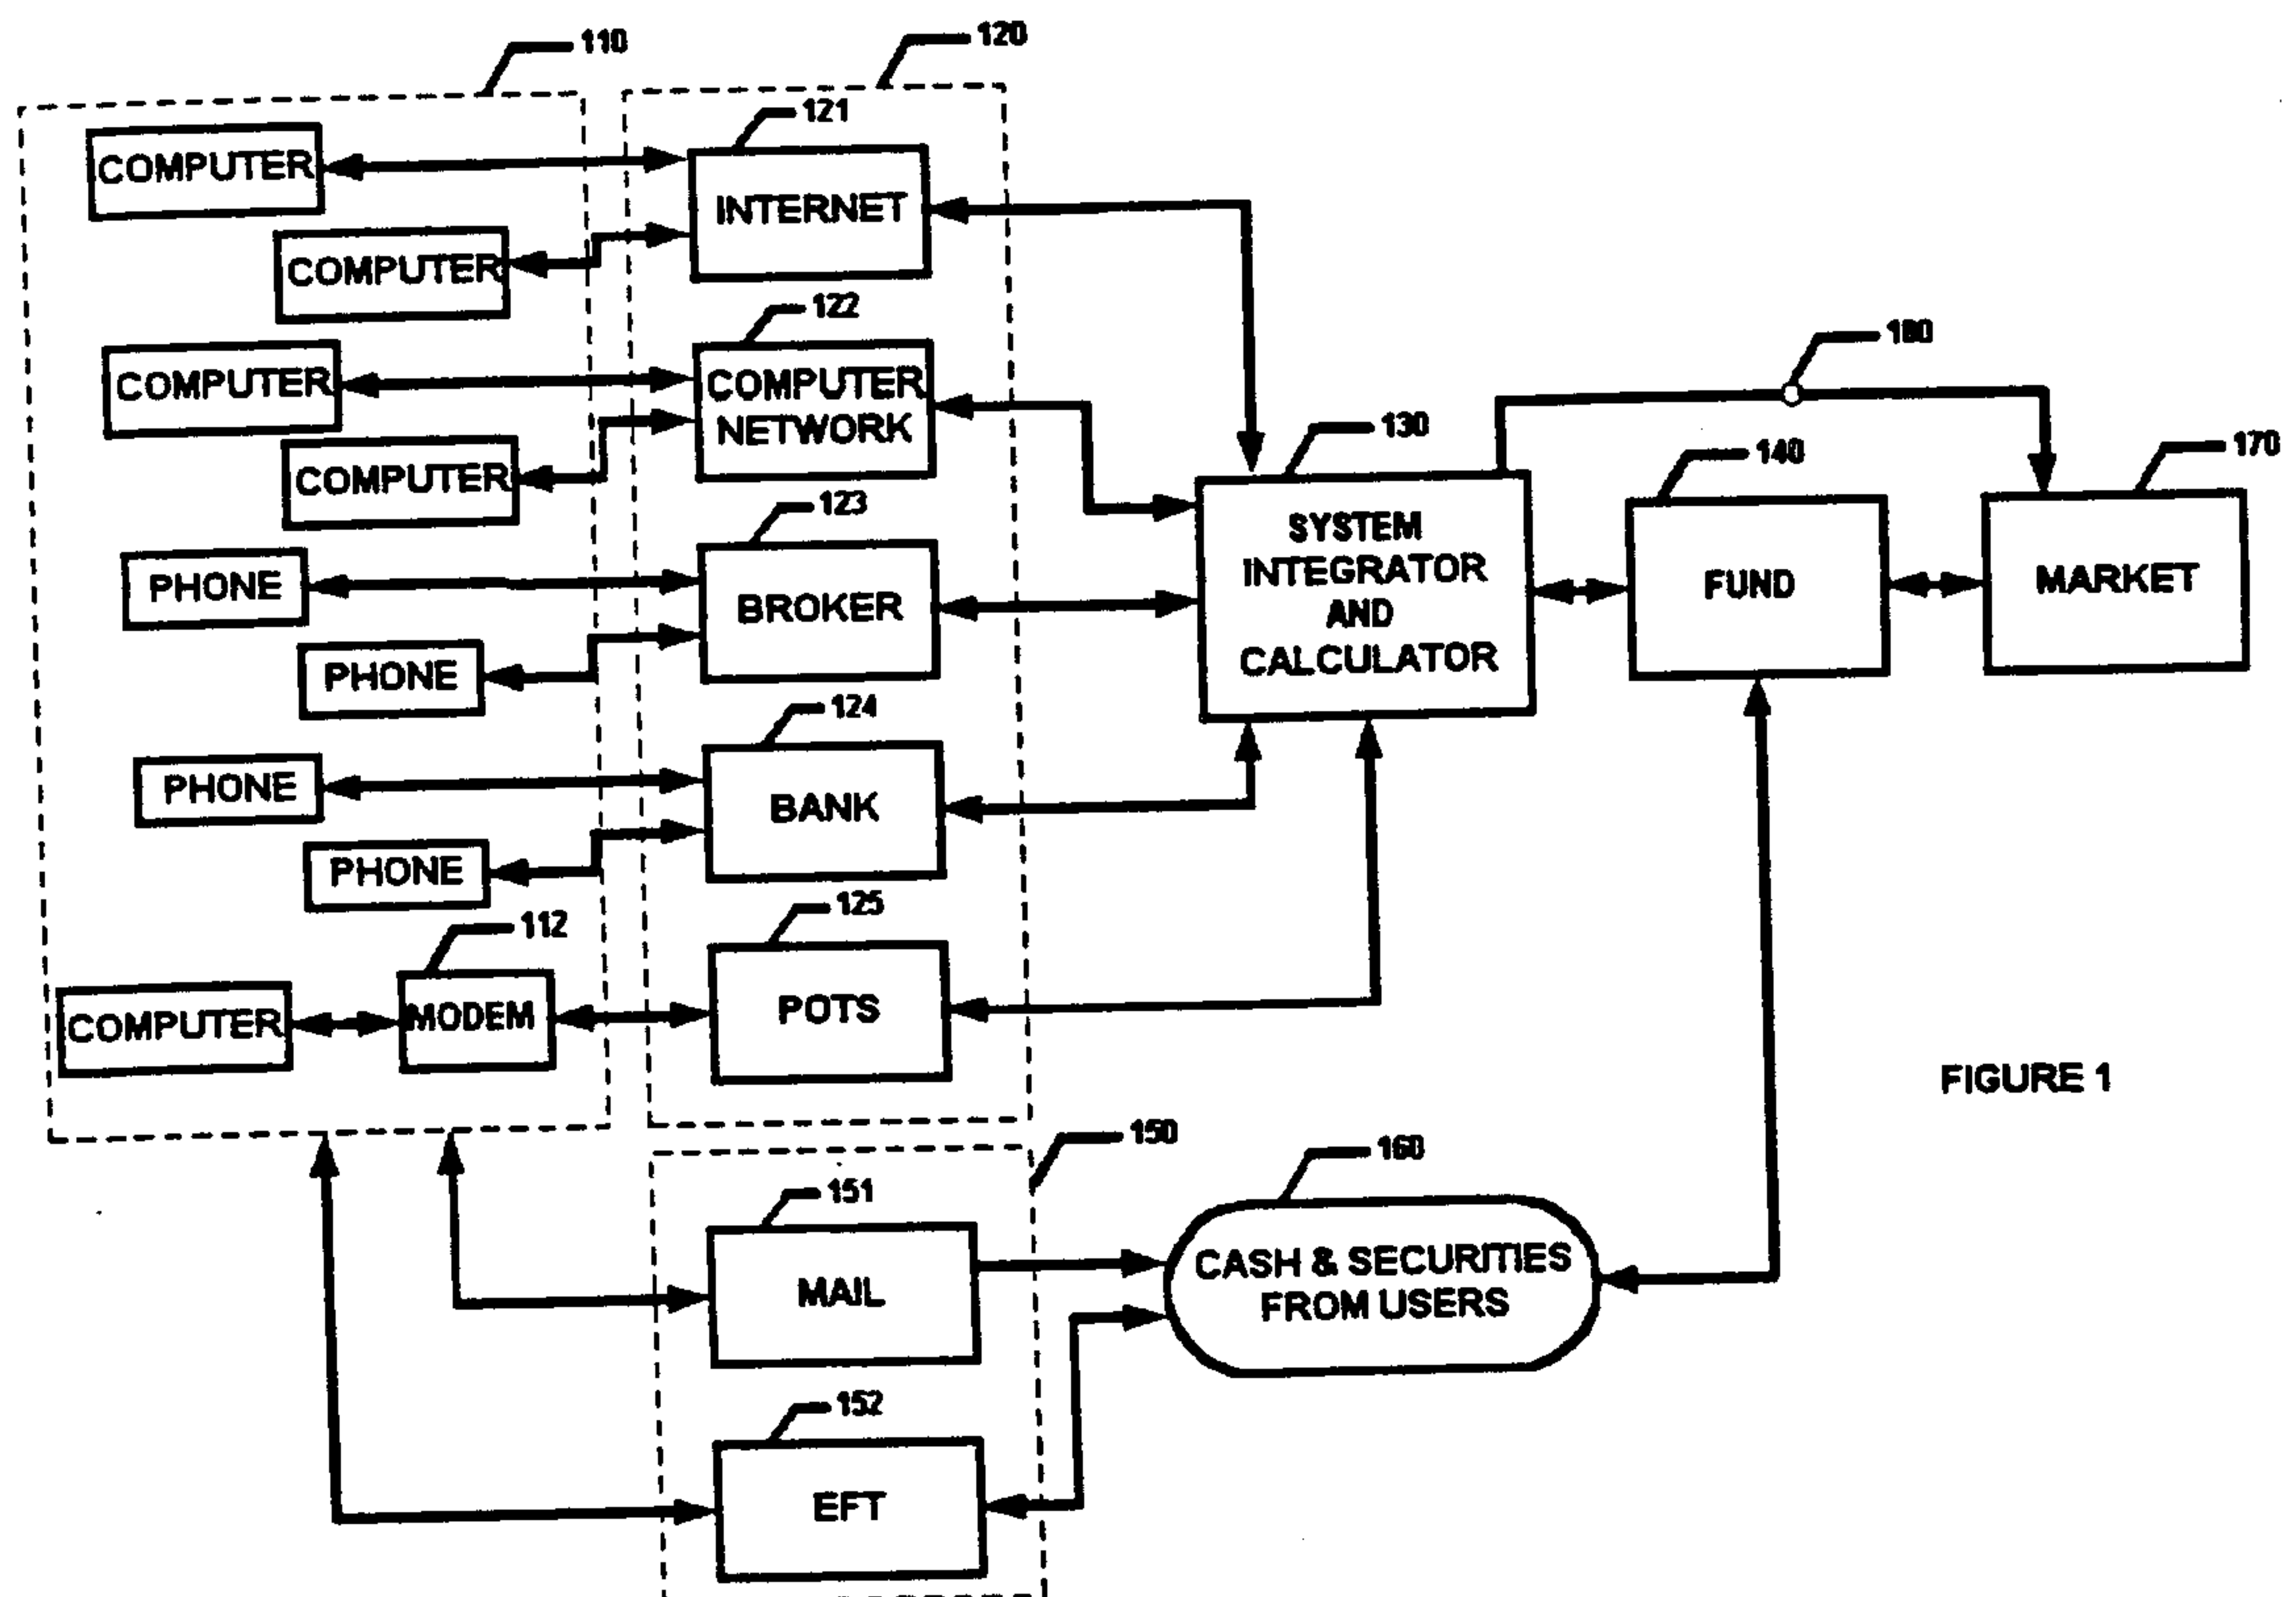 110
120
121
COMPUTER
INTERNET
COMPUTER
122
COMPUTER
COMPUTER
NETWORK
COMPUTER
180
130
140
170
123
SYSTEM
INTEGRATOR
AND
CALCULATOR
FUND
MARKET
PHONE
BROKER
PHONE
124
PHONE
BANK
PHONE
112
125
COMPUTER
MODEM
POTS
FIGURE 1
150
160
151
MAIL
CASH & SECURITIES
FROM USERS
152
EFT